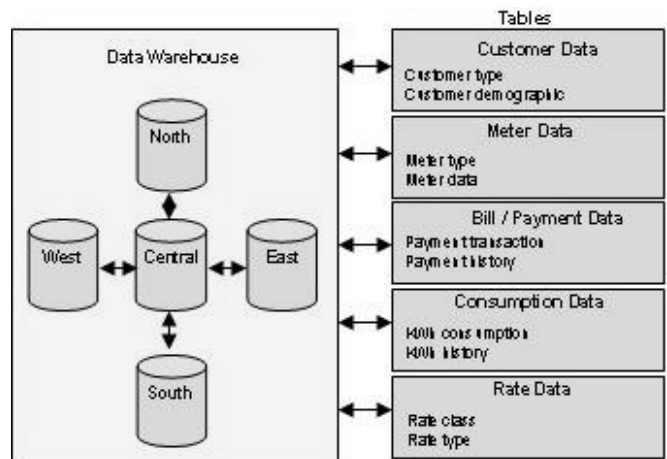 Tables
Data Warehouse
North
West
Central
East
South
Customer Data
Customer type
Customer demographic
Meter Data
Meter type
Meter data
Bill / Payment Data
Payment transaction
Payment history
Consumption Data
KWh consumption
KWh history
Rate Data
Rate class
Rate type